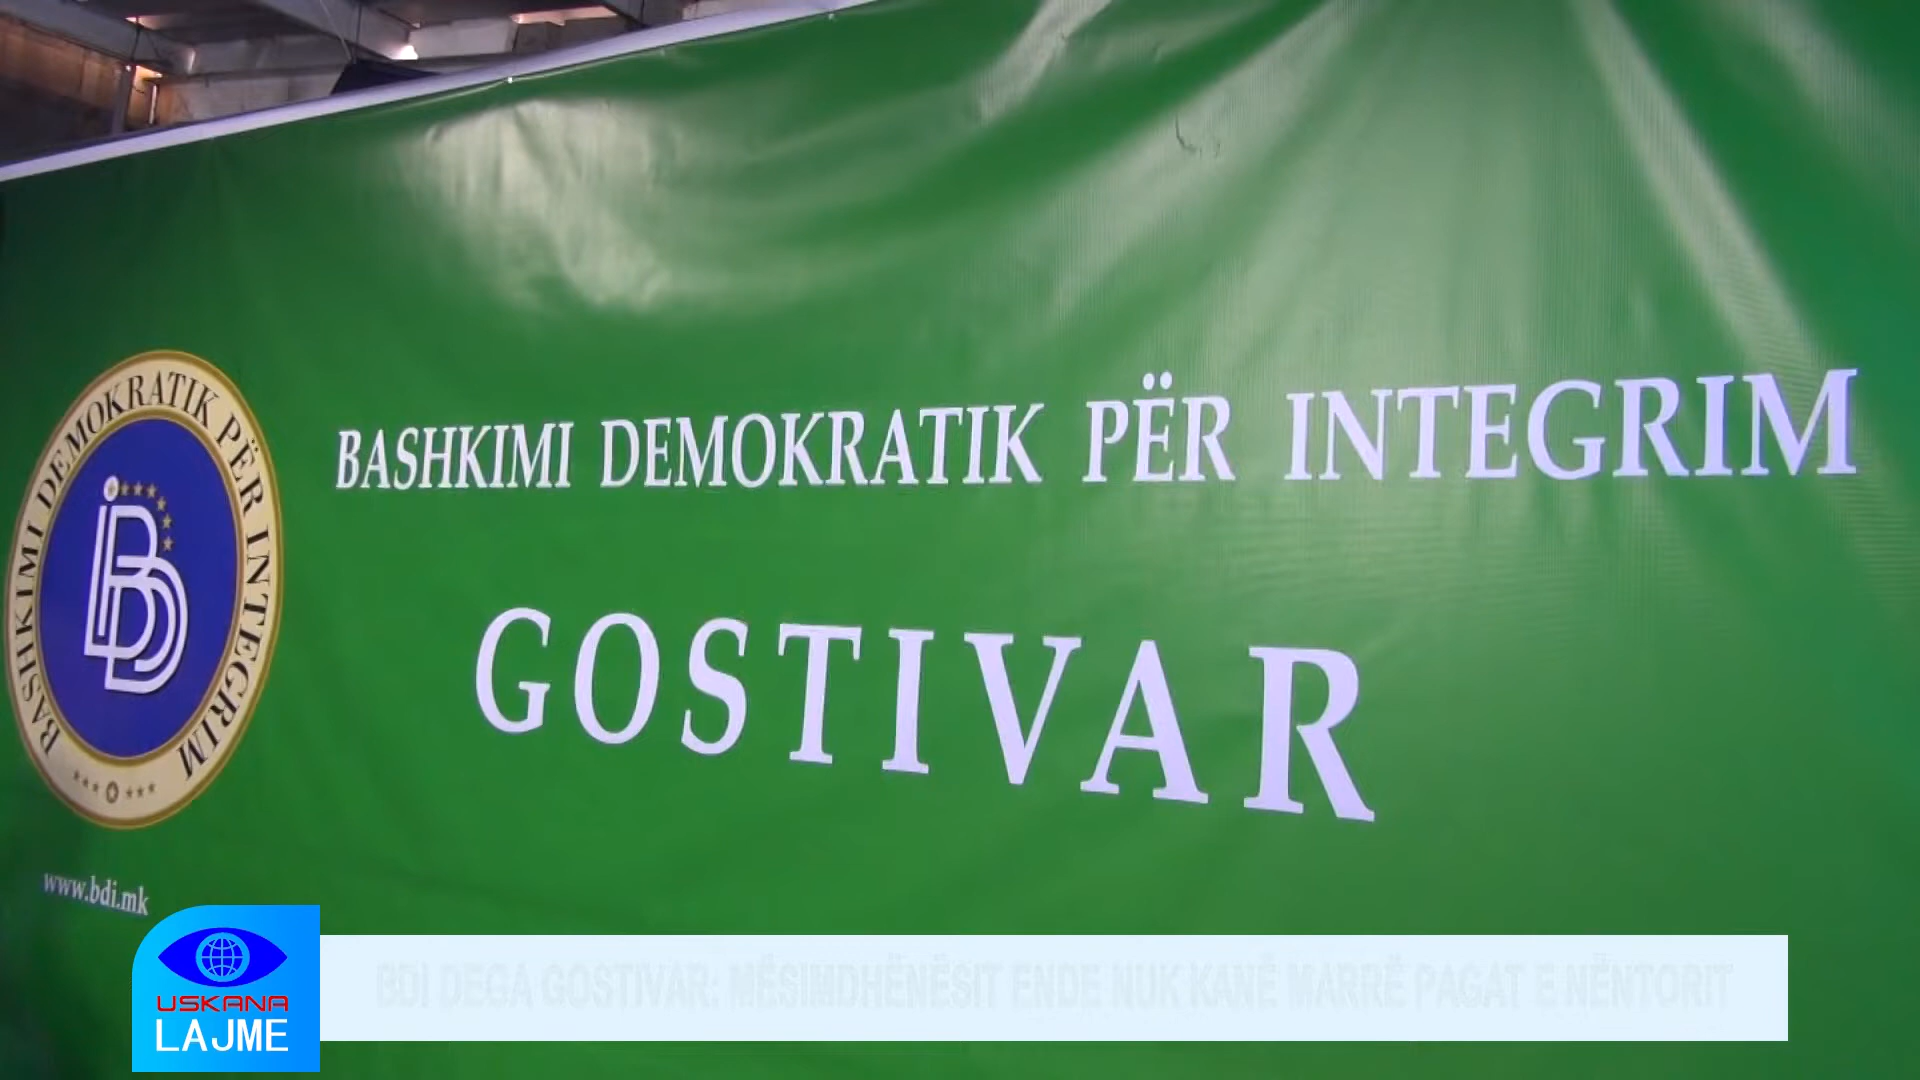 BASHKIMI DEMOKRATIK PËR INTEGRIM
BDI
BASHKIMI DEMOKRATIK PËR INTEGRIM
GOSTIVAR
www.bdi.mk
USKANA
LAJME
BDI DEGA GOSTIVAR: MËSIMDHËNËSIT ENDE NUK KANË MARRË PAGAT E NËNTORIT